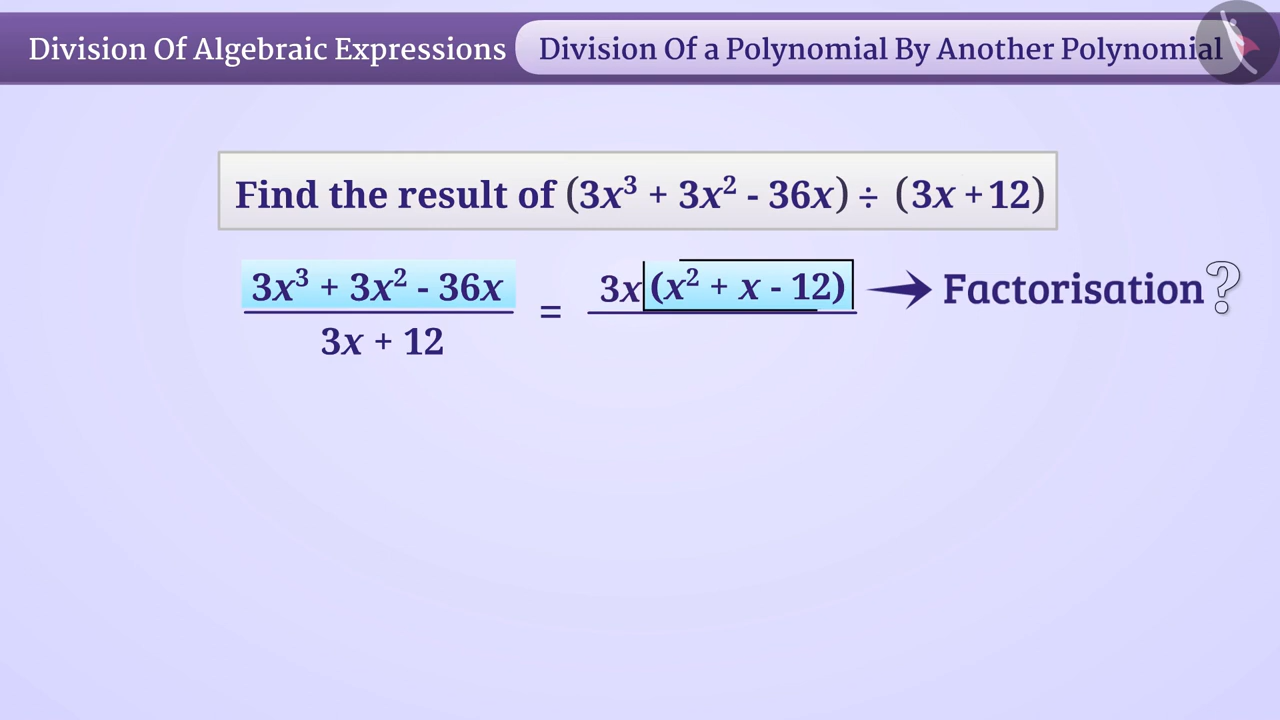 Division Of Algebraic Expressions Division Of a Polynomial By Another Polynomial
Find the result of (3x³ + 3x² - 36x) ÷ (3x + 12)
3x³ + 3x² - 36x
3x + 12
=
3x(x² + x - 12)
Factorisation?